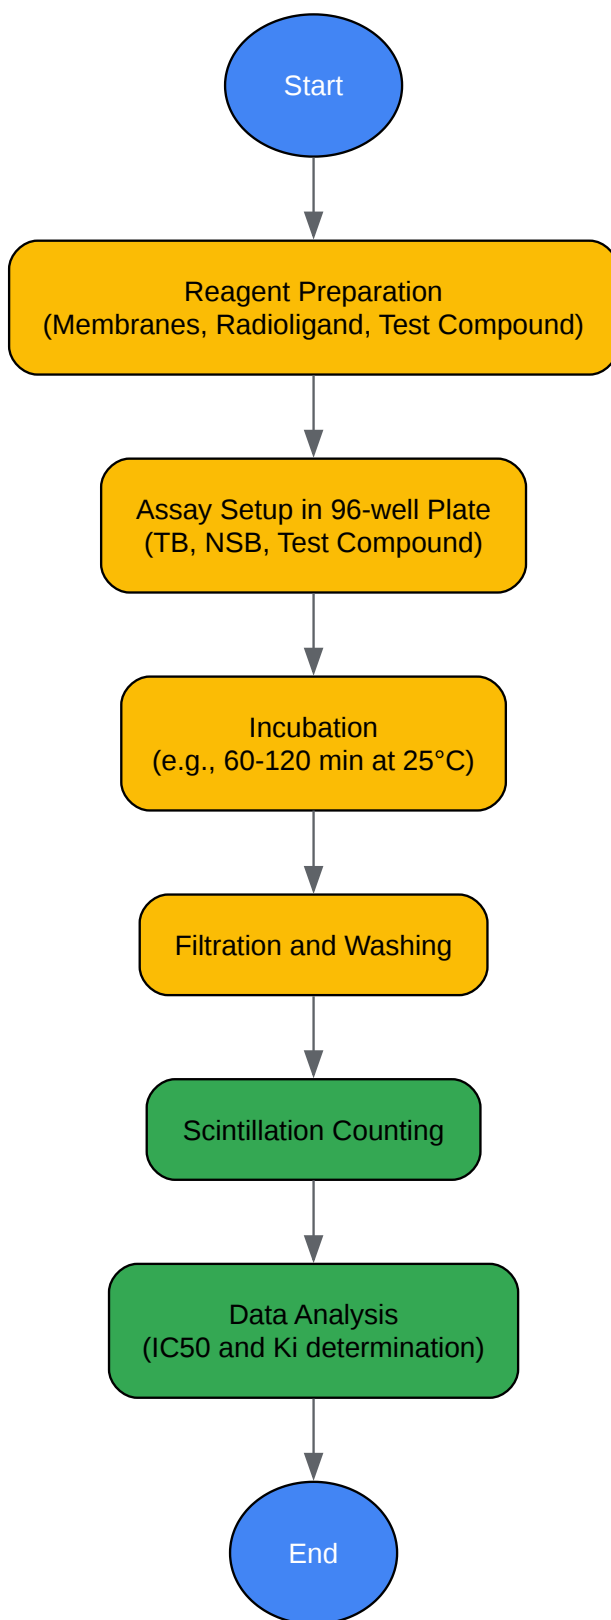 Start
Reagent Preparation
(Membranes, Radioligand, Test Compound)
Assay Setup in 96-well Plate
(TB, NSB, Test Compound)
Incubation
(e.g., 60-120 min at 25°C)
Filtration and Washing
Scintillation Counting
Data Analysis
(IC50 and Ki determination)
End